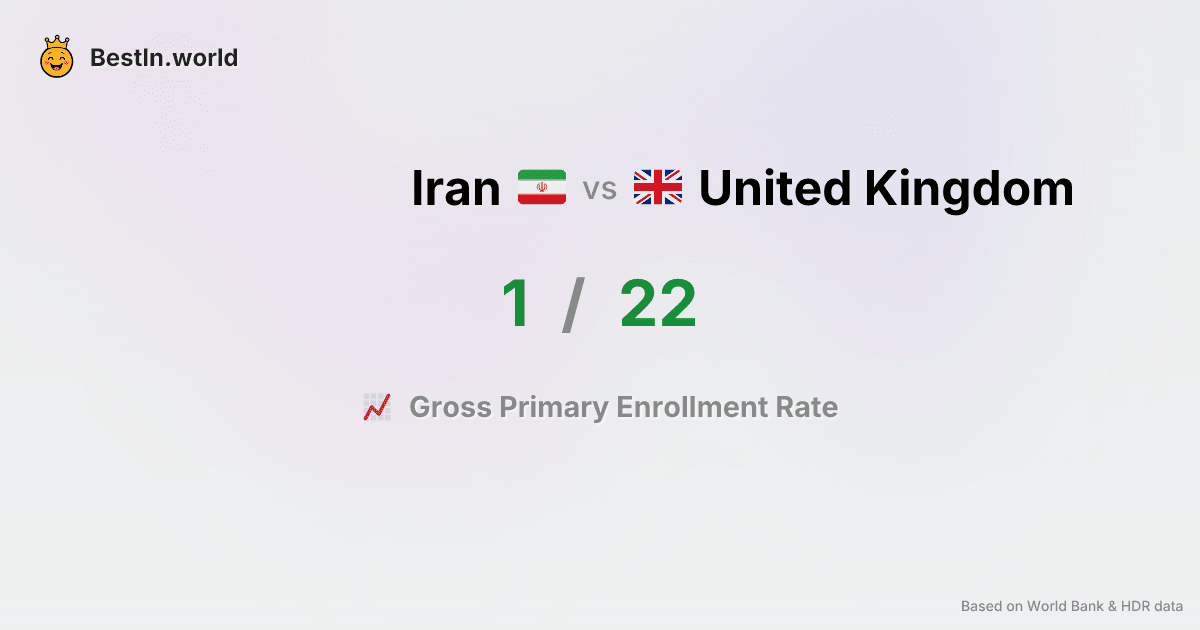 BestIn.world
Iran vs United Kingdom
1 / 22
Gross Primary Enrollment Rate
Based on World Bank & HDR data